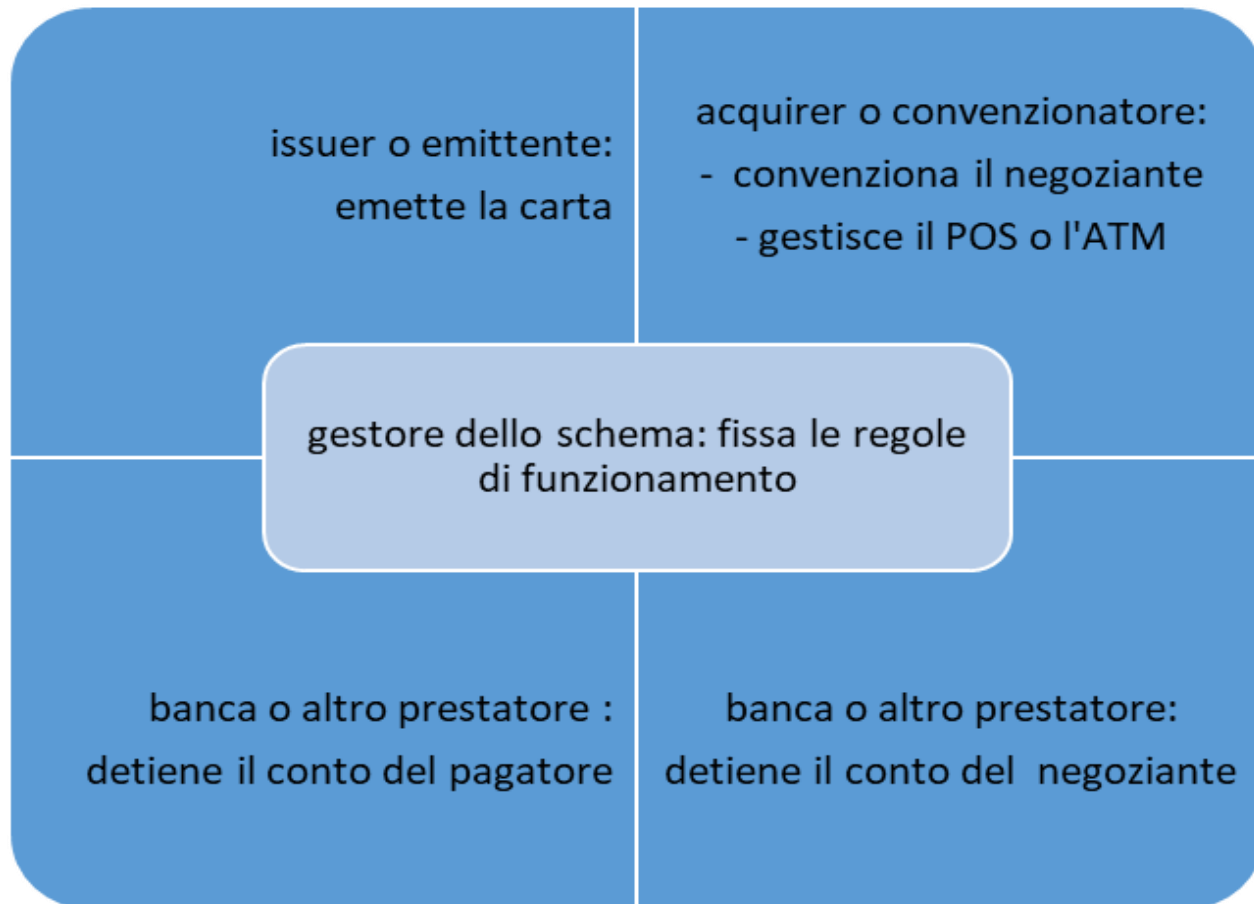 issuer o emittente:
emette la carta
acquirer o convenzionatore:
- convenziona il negoziante
- gestisce il POS o l'ATM
gestore dello schema: fissa le regole
di funzionamento
banca o altro prestatore :
detiene il conto del pagatore
banca o altro prestatore:
detiene il conto del negoziante